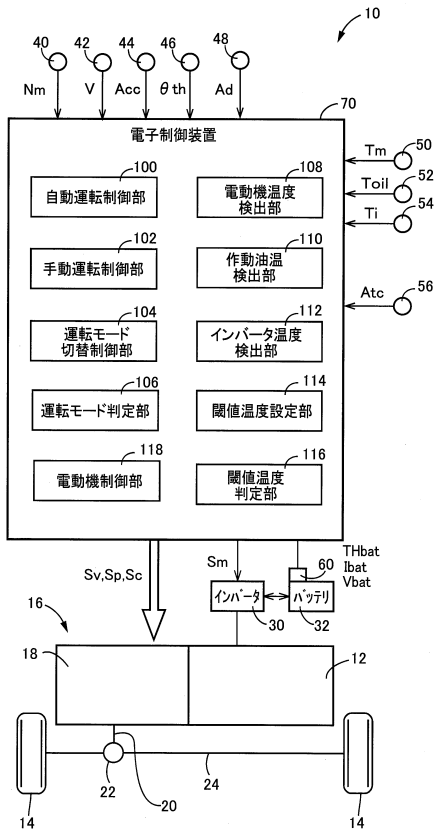 10
40
42
44
46
48
Nm
V
Acc
θth
Ad
70
電子制御装置
Tm
50
Toil
52
Ti
54
Atc
56
100
自動運転制御部
108
電動機温度
検出部
102
手動運転制御部
110
作動油温
検出部
104
運転モード
切替制御部
112
インバータ温度
検出部
106
運転モード判定部
114
閾値温度設定部
118
電動機制御部
116
閾値温度
判定部
Sv,Sp,Sc
Sm
60
THbat
Ibat
Vbat
インバータ
30
バッテリ
32
16
18
12
14
22
20
24
14